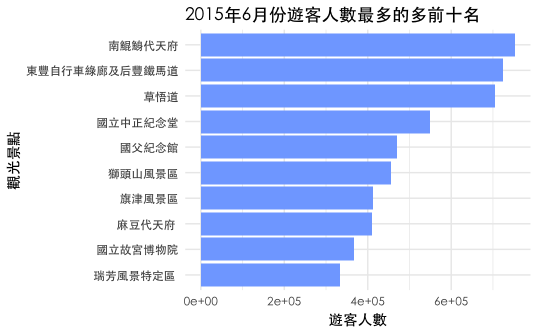 2015年6月份遊客人數最多的多前十名
南鯤鯓代天府
東豐自行車綠廊及后豐鐵馬道
草悟道
國立中正紀念堂
國父紀念館
獅頭山風景區
旗津風景區
麻豆代天府
國立故宮博物院
瑞芳風景特定區
觀光景點
0e+00 2e+05 4e+05 6e+05
遊客人數